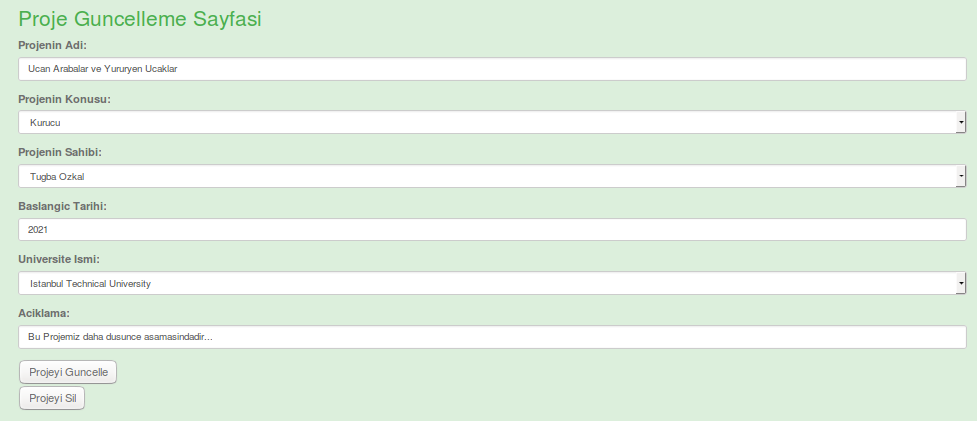 Proje Guncelleme Sayfasi
Projenin Adi:
Ucan Arabalar ve Yururyen Ucaklar
Projenin Konusu:
Kurucu
Projenin Sahibi:
Tugba Ozkal
Baslangic Tarihi:
2021
Universite Ismi:
Istanbul Technical University
Aciklama:
Bu Projemiz daha dusunce asamasindadir...
Projeyi Guncelle
Projeyi Sil